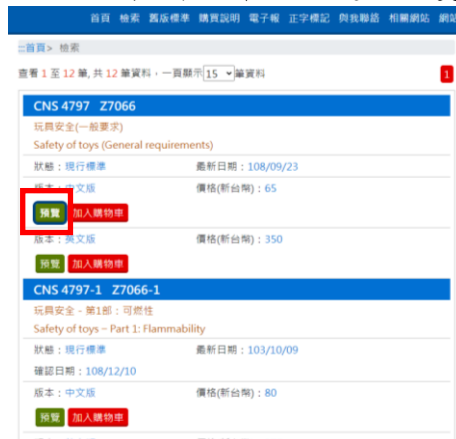 首頁 檢索 舊版標準 購買說明 電子報 正字標記 與我聯絡 相關網站 網站
首頁> 檢索
查看 1 至 12 筆, 共 12 筆資料，一頁顯示 15 筆資料 1
CNS 4797 Z7066
玩具安全(一般要求)
Safety of toys (General requirements)
狀態：現行標準 最新日期：108/09/23
版本：中文版 價格(新台幣)：65
預覽 加入購物車
版本：英文版 價格(新台幣)：350
預覽 加入購物車
CNS 4797-1 Z7066-1
玩具安全 - 第1部：可燃性
Safety of toys – Part 1: Flammability
狀態：現行標準 最新日期：103/10/09
確認日期：108/12/10
版本：中文版 價格(新台幣)：80
預覽 加入購物車